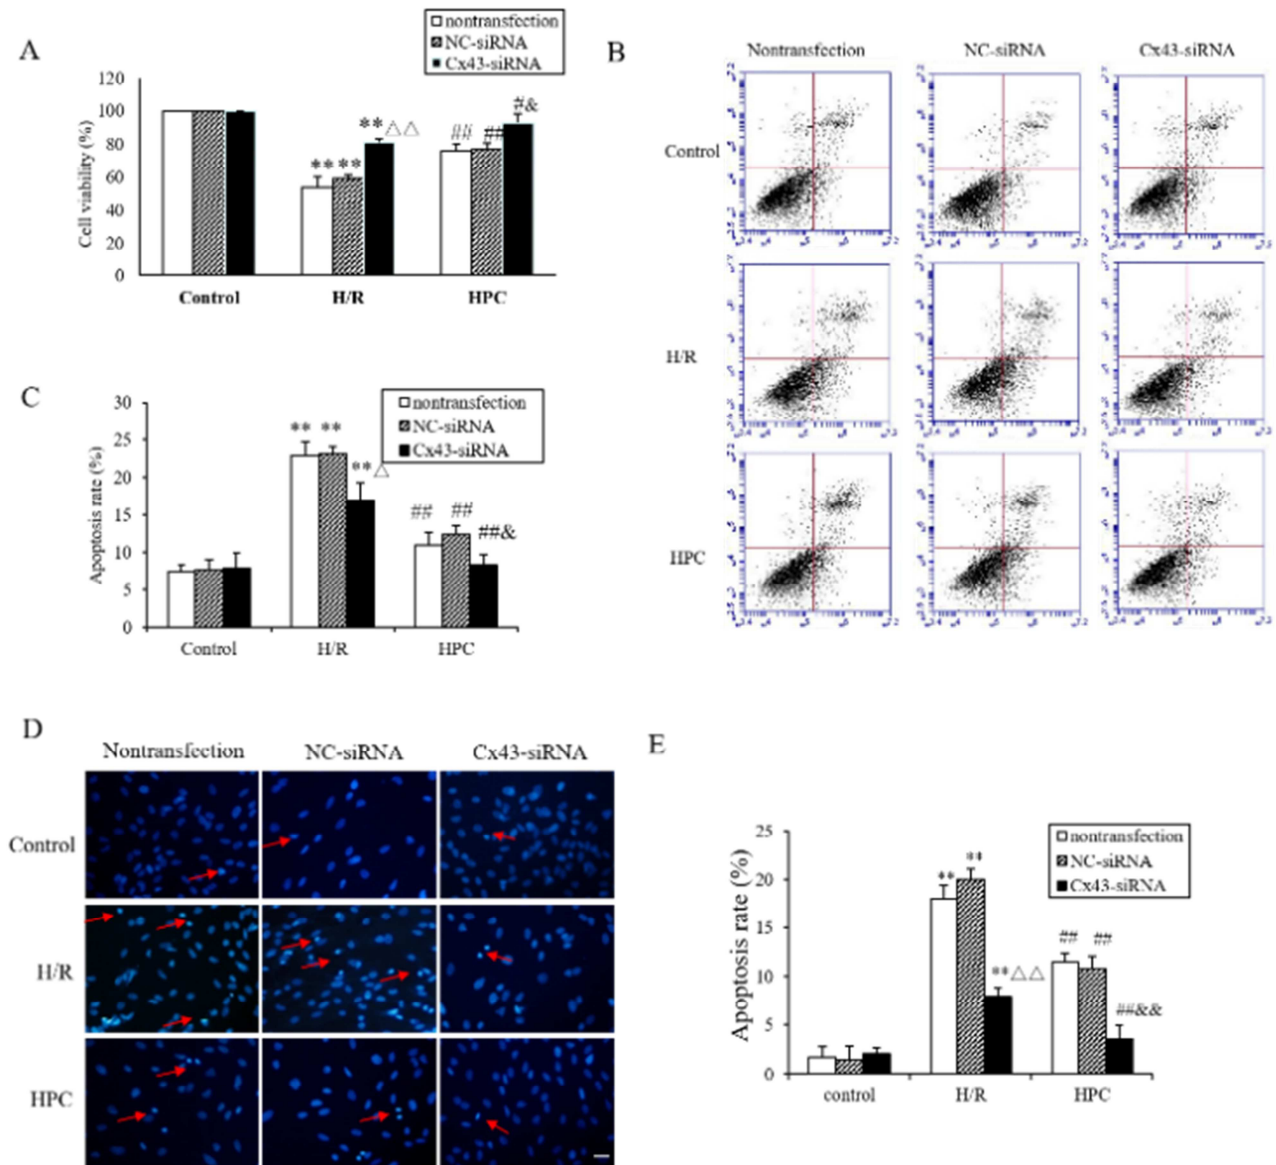 A
nontransfection
NC-siRNA
Cx43-siRNA
Cell viability (%)
120
100
80
60
40
20
0
** ** ** △△
## ## #&
Control H/R HPC
B
Nontransfection NC-siRNA Cx43-siRNA
Control
H/R
HPC
C
nontransfection
NC-siRNA
Cx43-siRNA
Apoptosis rate (%)
30
25
20
15
10
5
0
** ** ** △
## ## ##&
Control H/R HPC
D
Nontransfection NC-siRNA Cx43-siRNA
Control
H/R
HPC
E
nontransfection
NC-siRNA
Cx43-siRNA
Apoptosis rate (%)
25
20
15
10
5
0
** ** ** △△
## ## ##&&
control H/R HPC